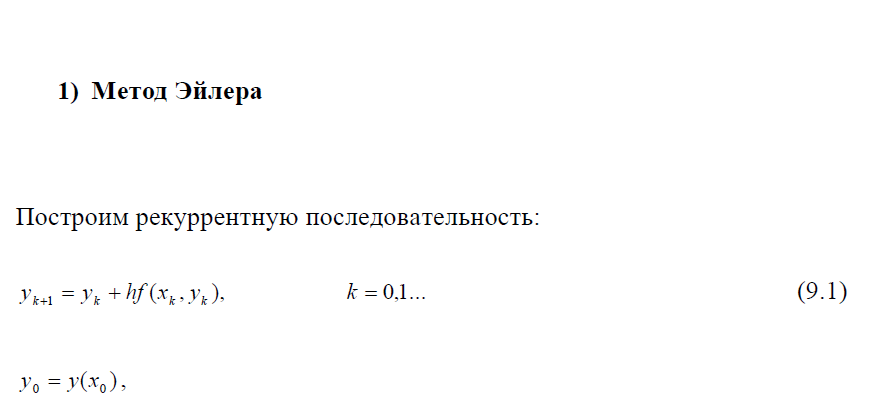 1) Метод Эйлера
Построим рекуррентную последовательность:
y_{k+1} = y_k + hf(x_k, y_k), k = 0,1... (9.1)
y_0 = y(x_0),